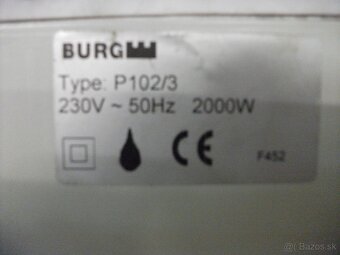 BURG
Type: P102/3
230V ~ 50Hz 2000W
CE
F452
Bazos.sk